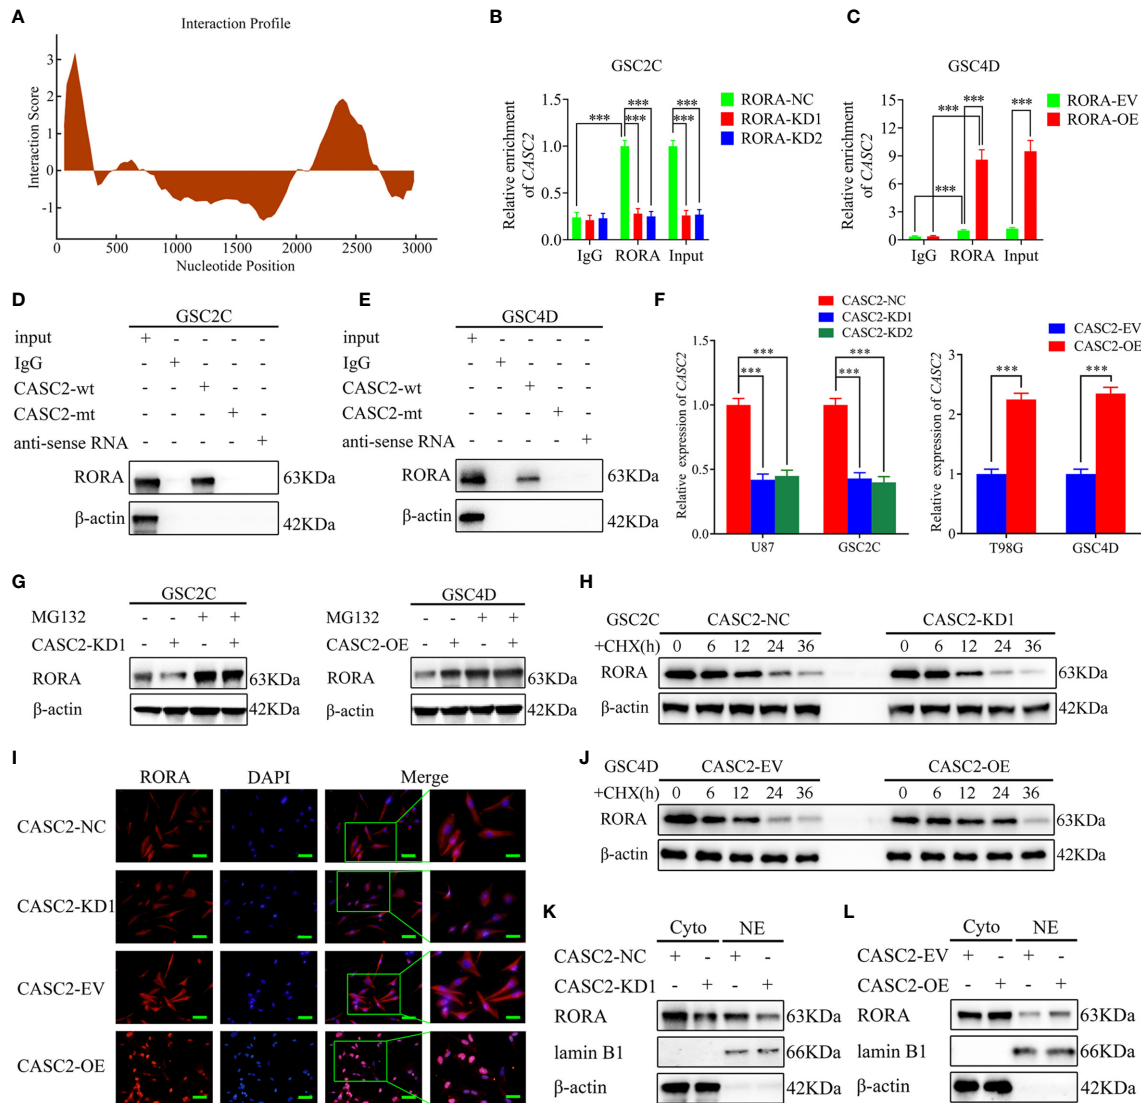 A
Interaction Profile
Interaction Score
3
2
1
0
-1
0 500 1000 1500 2000 2500 3000
Nucleotide Position
B
GSC2C
Relative enrichment
of CASC2
1.5
1.0
0.5
0.0
*** *** *** *** ***
IgG RORA Input
RORA-NC
RORA-KD1
RORA-KD2
C
GSC4D
Relative enrichment
of CASC2
15
12
9
6
3
0
*** *** *** ***
IgG RORA Input
RORA-EV
RORA-OE
D
GSC2C
input + - - - -
IgG - + - - -
CASC2-wt - - + - -
CASC2-mt - - - + -
anti-sense RNA - - - - +
RORA 63KDa
β-actin 42KDa
E
GSC4D
input + - - - -
IgG - + - - -
CASC2-wt - - + - -
CASC2-mt - - - + -
anti-sense RNA - - - - +
RORA 63KDa
β-actin 42KDa
F
CASC2-NC
CASC2-KD1
CASC2-KD2
Relative expression of CASC2
1.5
1.0
0.5
0.0
*** *** *** ***
U87 GSC2C
CASC2-EV
CASC2-OE
Relative expression of CASC2
3
2
1
0
*** ***
T98G GSC4D
G
GSC2C
MG132 - - + +
CASC2-KD1 - + - +
RORA 63KDa
β-actin 42KDa
GSC4D
MG132 - - + +
CASC2-OE - + - +
RORA 63KDa
β-actin 42KDa
H
GSC2C CASC2-NC CASC2-KD1
+CHX(h) 0 6 12 24 36 0 6 12 24 36
RORA 63KDa
β-actin 42KDa
I
RORA DAPI Merge
CASC2-NC
CASC2-KD1
CASC2-EV
CASC2-OE
J
GSC4D CASC2-EV CASC2-OE
+CHX(h) 0 6 12 24 36 0 6 12 24 36
RORA 63KDa
β-actin 42KDa
K
Cyto NE
CASC2-NC + - + -
CASC2-KD1 - + - +
RORA 63KDa
lamin B1 66KDa
β-actin 42KDa
L
Cyto NE
CASC2-EV + - + -
CASC2-OE - + - +
RORA 63KDa
lamin B1 66KDa
β-actin 42KDa